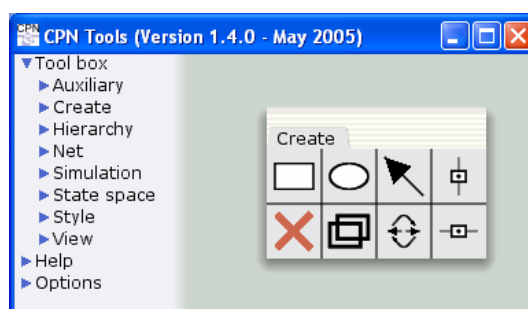 CPN Tools (Version 1.4.0 - May 2005)
Tool box
Auxiliary
Create
Hierarchy
Net
Simulation
State space
Style
View
Help
Options
Create